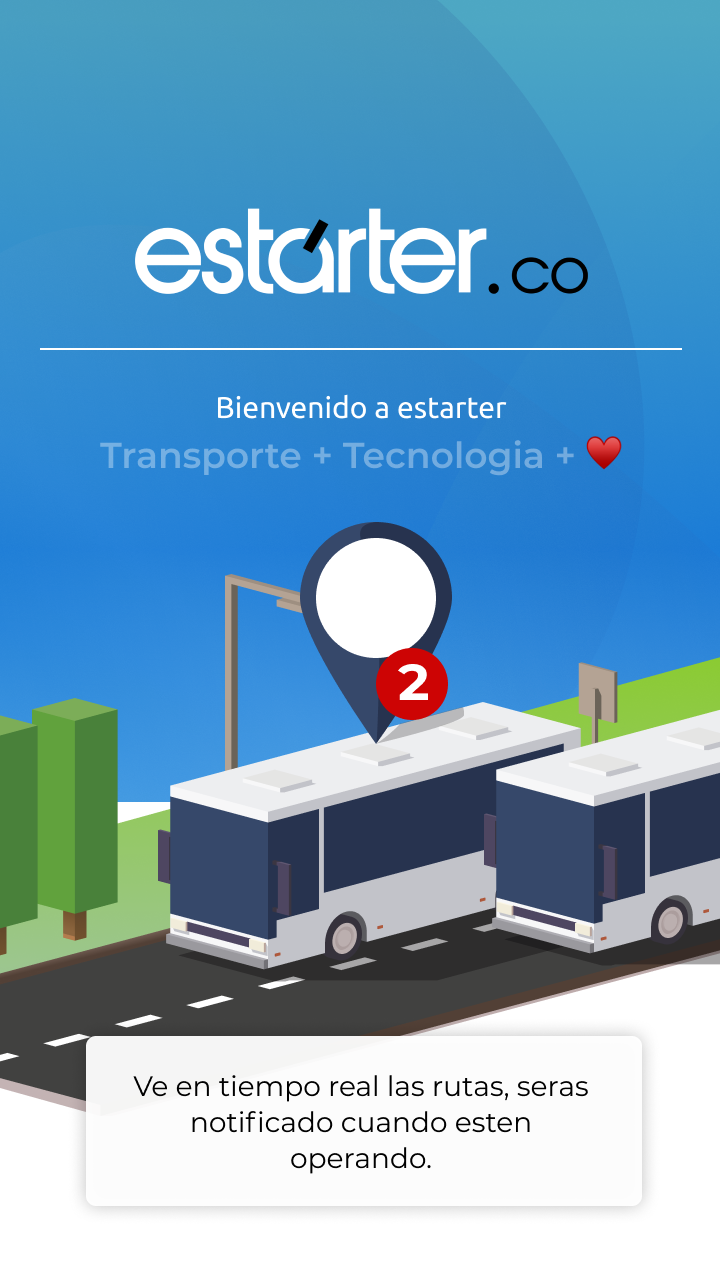 estárter.co
Bienvenido a estarter
Transporte + Tecnologia + ♥
2
Ve en tiempo real las rutas, seras
notificado cuando esten
operando.